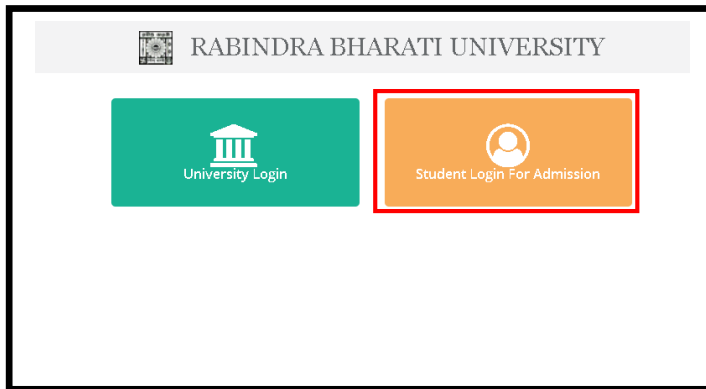 RABINDRA BHARATI UNIVERSITY
University Login
Student Login For Admission